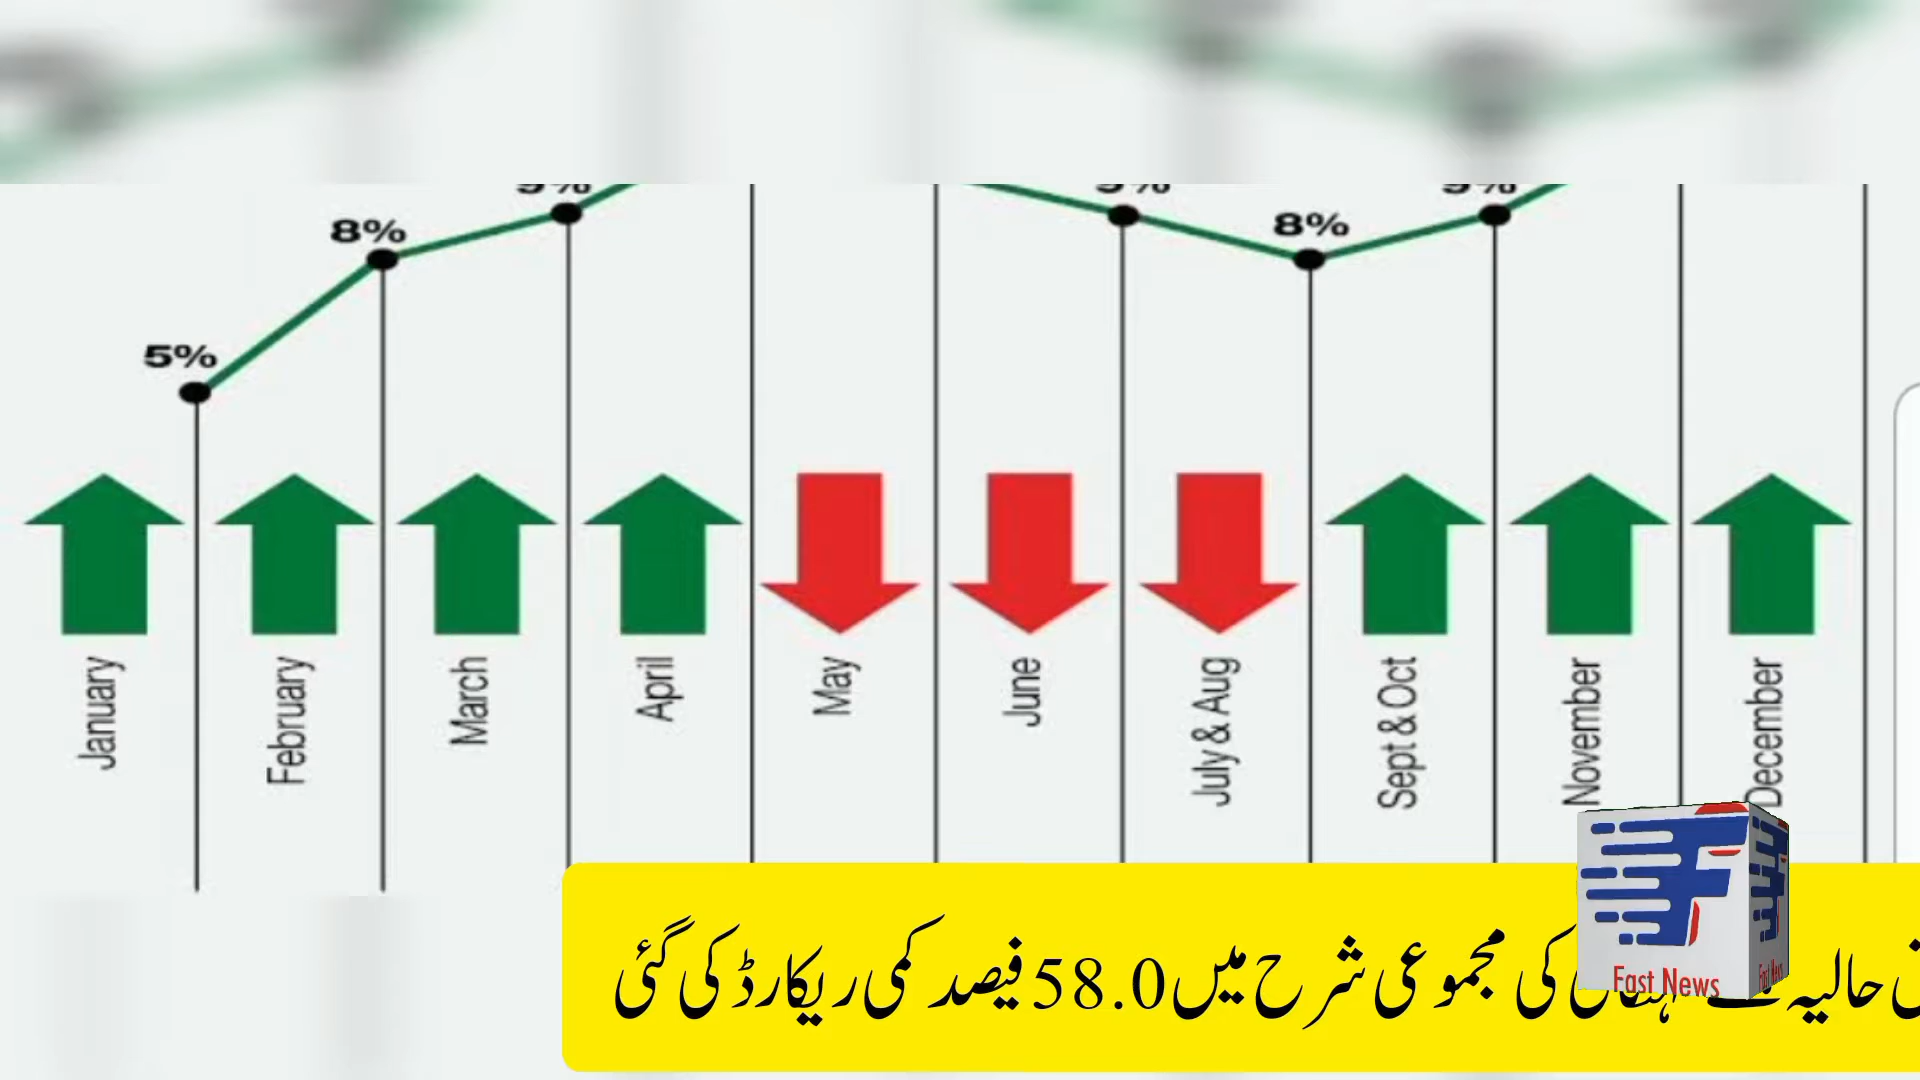 8%
8%
5%
January
February
March
April
May
June
July & Aug
Sept & Oct
November
December
حالیہ کی مجموعی شرح میں 58.0 فیصد کمی ریکارڈ کی گئی
Fast News